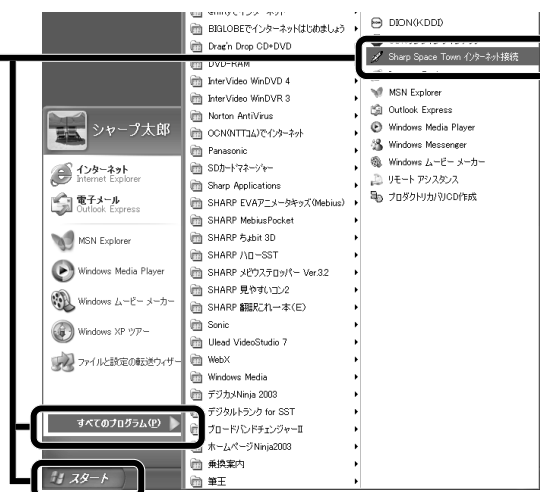 シャープ太郎
インターネット
Internet Explorer
電子メール
Outlook Express
MSN Explorer
Windows Media Player
Windows ムービー メーカー
Windows XP ツアー
ファイルと設定の転送ウィザー
すべてのプログラム(P)
スタート
BIGLOBEでインターネットはじめましょう
Drag'n Drop CD+DVD
DVD-RAM
InterVideo WinDVD 4
InterVideo WinDVR 3
Norton AntiVirus
OCN(NTTコム)でインターネット
Panasonic
SDカードマネージャー
Sharp Applications
SHARP EVAアニメータキッズ(Mebius)
SHARP MebiusPocket
SHARP ちょbit 3D
SHARP ハローSST
SHARP メビウステロッパー Ver.3.2
SHARP 見やすいコン2
SHARP 翻訳これ一本(E)
Sonic
Ulead VideoStudio 7
WebX
Windows Media
デジカメNinja 2003
デジタルトランク for SST
ブロードバンドチェンジャーII
ホームページNinja2003
乗換案内
筆王
DION(KDDI)
Sharp Space Town インターネット接続
MSN Explorer
Outlook Express
Windows Media Player
Windows Messenger
Windows ムービー メーカー
リモート アシスタンス
プロダクトリカバリCD作成